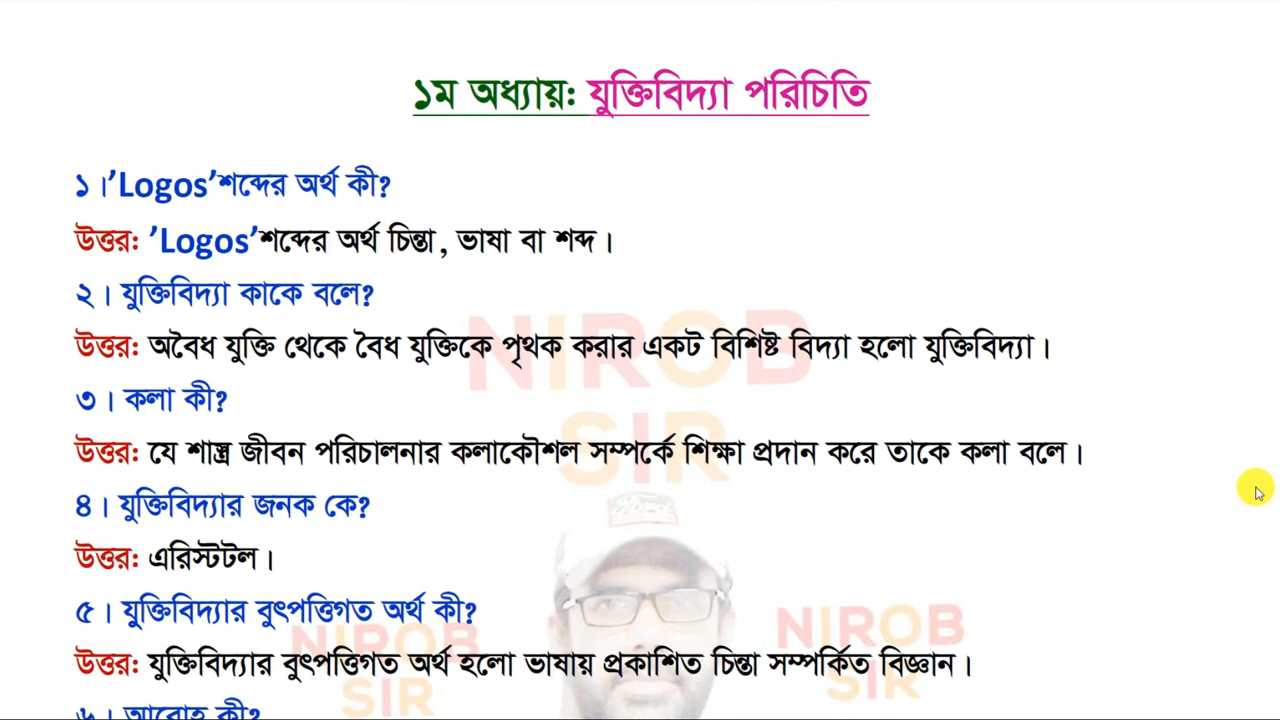 ১ম অধ্যায়: যুক্তিবিদ্যা পরিচিতি
১।’Logos’শব্দের অর্থ কী?
উত্তর: ’Logos’শব্দের অর্থ চিন্তা, ভাষা বা শব্দ।
২। যুক্তিবিদ্যা কাকে বলে?
উত্তর: অবৈধ যুক্তি থেকে বৈধ যুক্তিকে পৃথক করার একট বিশিষ্ট বিদ্যা হলো যুক্তিবিদ্যা।
৩। কলা কী?
উত্তর: যে শাস্ত্র জীবন পরিচালনার কলাকৌশল সম্পর্কে শিক্ষা প্রদান করে তাকে কলা বলে।
৪। যুক্তিবিদ্যার জনক কে?
উত্তর: এরিস্টটল।
৫। যুক্তিবিদ্যার বুৎপত্তিগত অর্থ কী?
উত্তর: যুক্তিবিদ্যার বুৎপত্তিগত অর্থ হলো ভাষায় প্রকাশিত চিন্তা সম্পর্কিত বিজ্ঞান।
৬। আরোহ কী?
NIROB
SIR
NIROB
SIR
NIROB
SIR